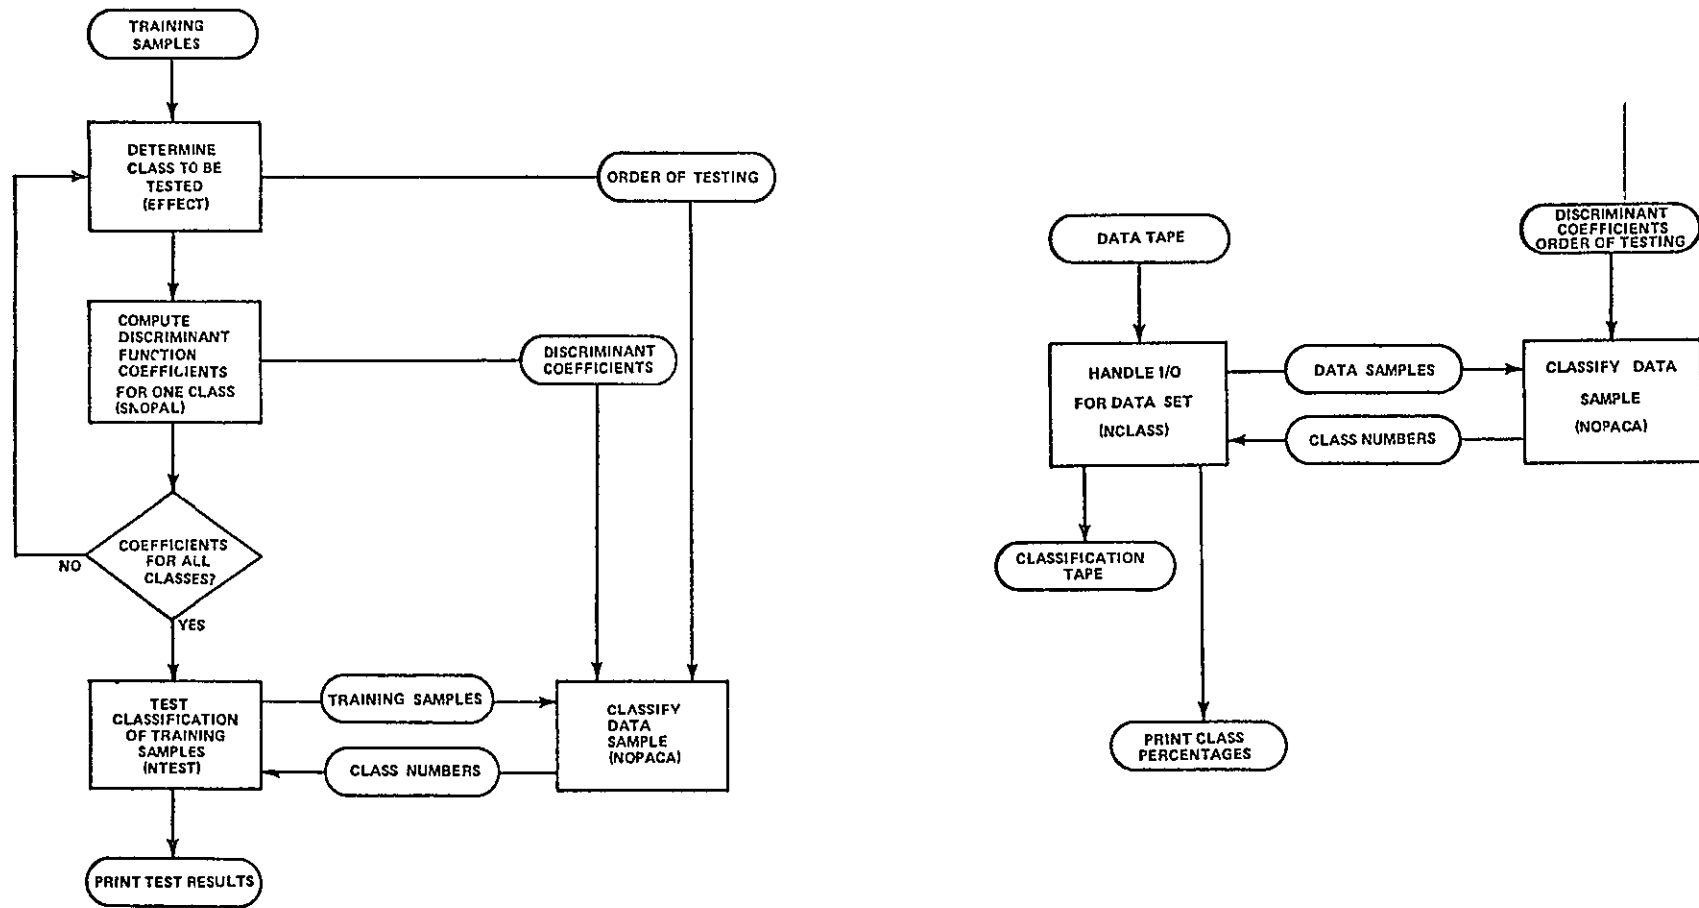 TRAINING
SAMPLES
DETERMINE
CLASS TO BE
TESTED
(EFFECT)
ORDER OF TESTING
COMPUTE
DISCRIMINANT
FUNCTION
COEFFICIENTS
FOR ONE CLASS
(SNOPAL)
DISCRIMINANT
COEFFICIENTS
COEFFICIENTS
FOR ALL
CLASSES?
NO
YES
TEST
CLASSIFICATION
OF TRAINING
SAMPLES
(NTEST)
TRAINING SAMPLES
CLASS NUMBERS
CLASSIFY
DATA
SAMPLE
(NOPACA)
PRINT TEST RESULTS
DATA TAPE
DISCRIMINANT
COEFFICIENTS
ORDER OF TESTING
HANDLE I/O
FOR DATA SET
(NCLASS)
DATA SAMPLES
CLASS NUMBERS
CLASSIFY DATA
SAMPLE
(NOPACA)
CLASSIFICATION
TAPE
PRINT CLASS
PERCENTAGES